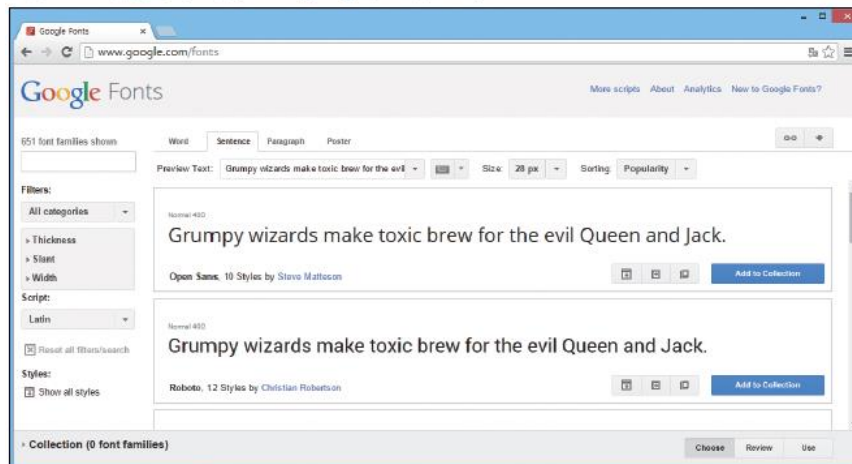 Google Fonts
www.google.com/fonts
Google Fonts
More scripts About Analytics New to Google Fonts?
651 font families shown
Word Sentence Paragraph Poster
Preview Text: Grumpy wizards make toxic brew for the evil Size: 28 px Sorting: Popularity
Filters:
All categories
Thickness
Slant
Width
Script:
Latin
Reset all filters/search
Styles:
Show all styles
Normal 400
Grumpy wizards make toxic brew for the evil Queen and Jack.
Open Sans, 10 Styles by Steve Matteson
Add to Collection
Normal 400
Grumpy wizards make toxic brew for the evil Queen and Jack.
Roboto, 12 Styles by Christian Robertson
Add to Collection
Collection (0 font families)
Choose Review Use